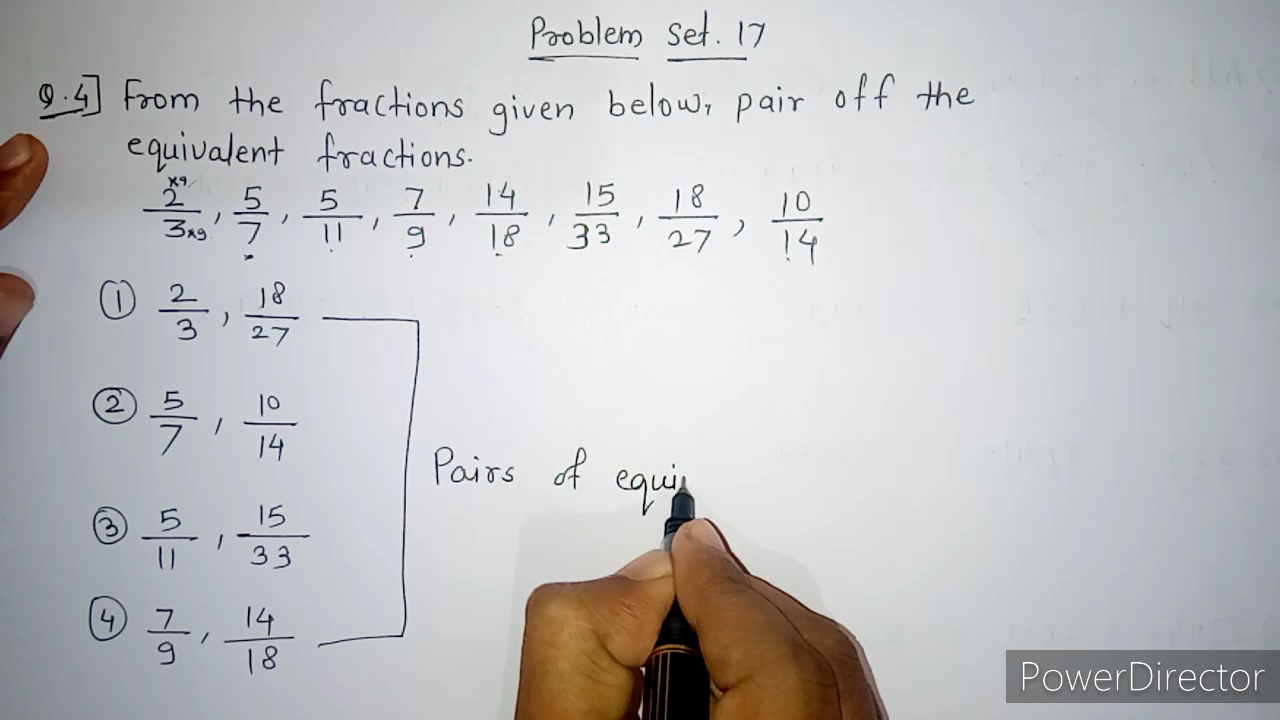 Problem Set. 17
Q.4] From the fractions given below, pair off the
equivalent fractions.
2×9/3×9, 5/7, 5/11, 7/9, 14/18, 15/33, 18/27, 10/14
① 2/3, 18/27
② 5/7, 10/14
Pairs of equi
③ 5/11, 15/33
④ 7/9, 14/18
PowerDirector